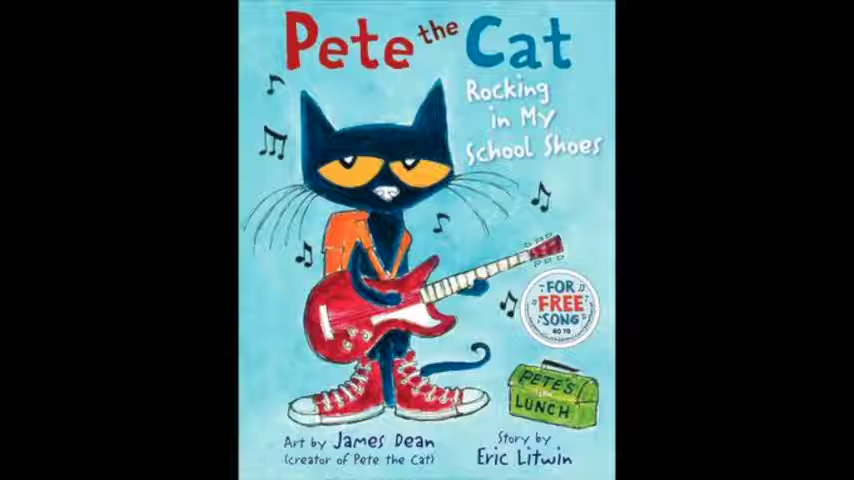 Pete the Cat
Rocking
in My
School Shoes
FOR
FREE
SONG
GO TO
PETE'S
LUNCH
Art by James Dean
(creator of Pete the Cat)
Story by
Eric Litwin